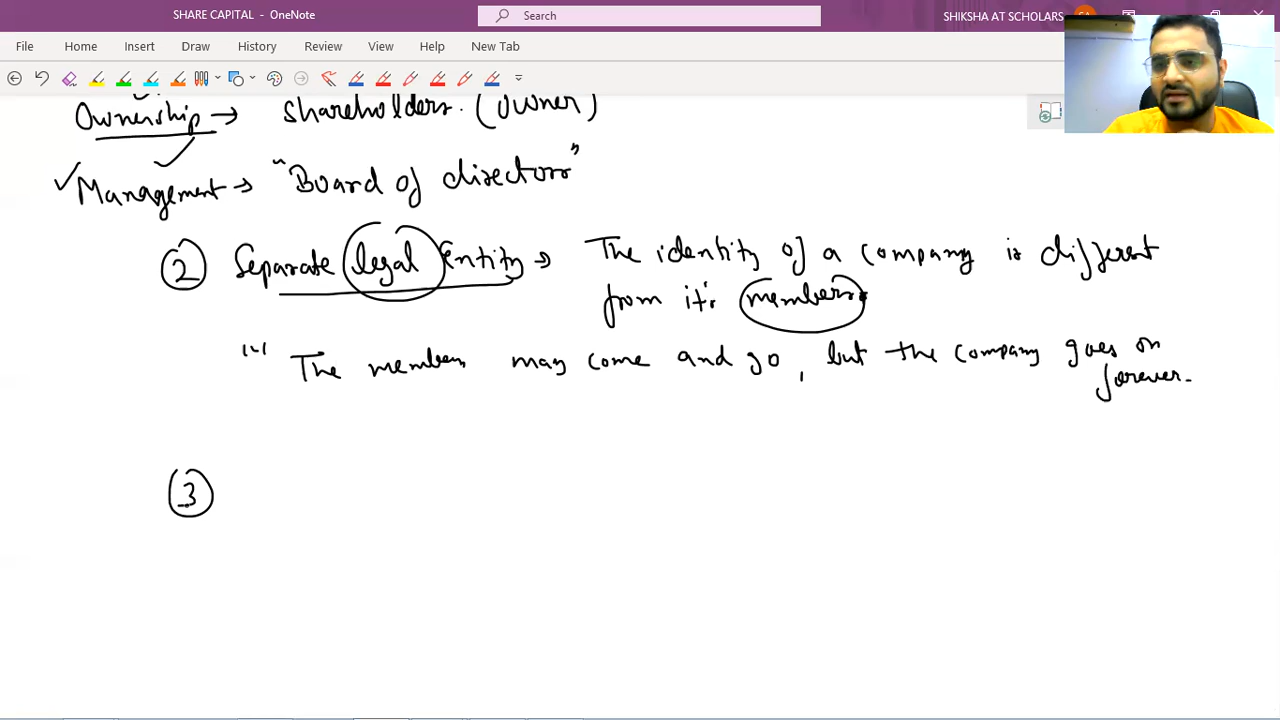 SHARE CAPITAL - OneNote
Search
SHIKSHA AT SCHOLARS
File Home Insert Draw History Review View Help New Tab
Ownership → Shareholders. (Owner)
Management → "Board of directors"
2 Separate legal Entity → The identity of a company is different
from it's members.
The members may come and go, but the company goes on
forever.
3